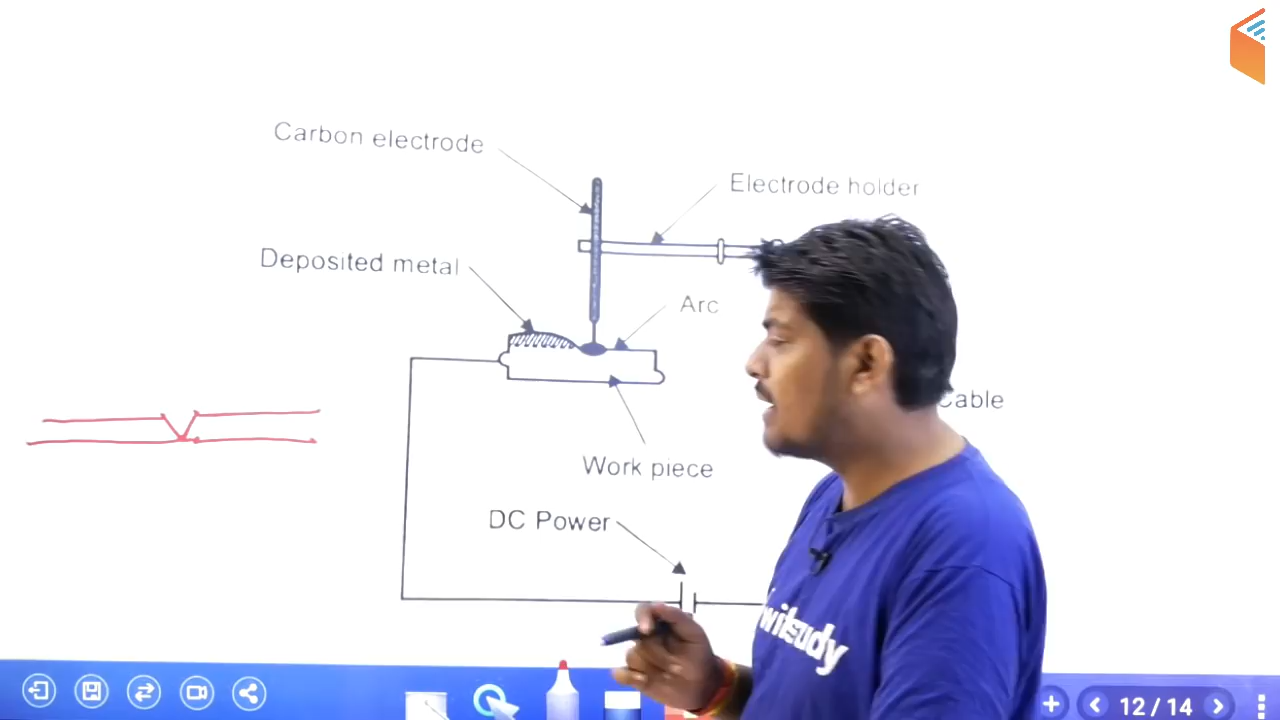 Carbon electrode
Electrode holder
Deposited metal
Arc
Cable
Work piece
DC Power
12 / 14